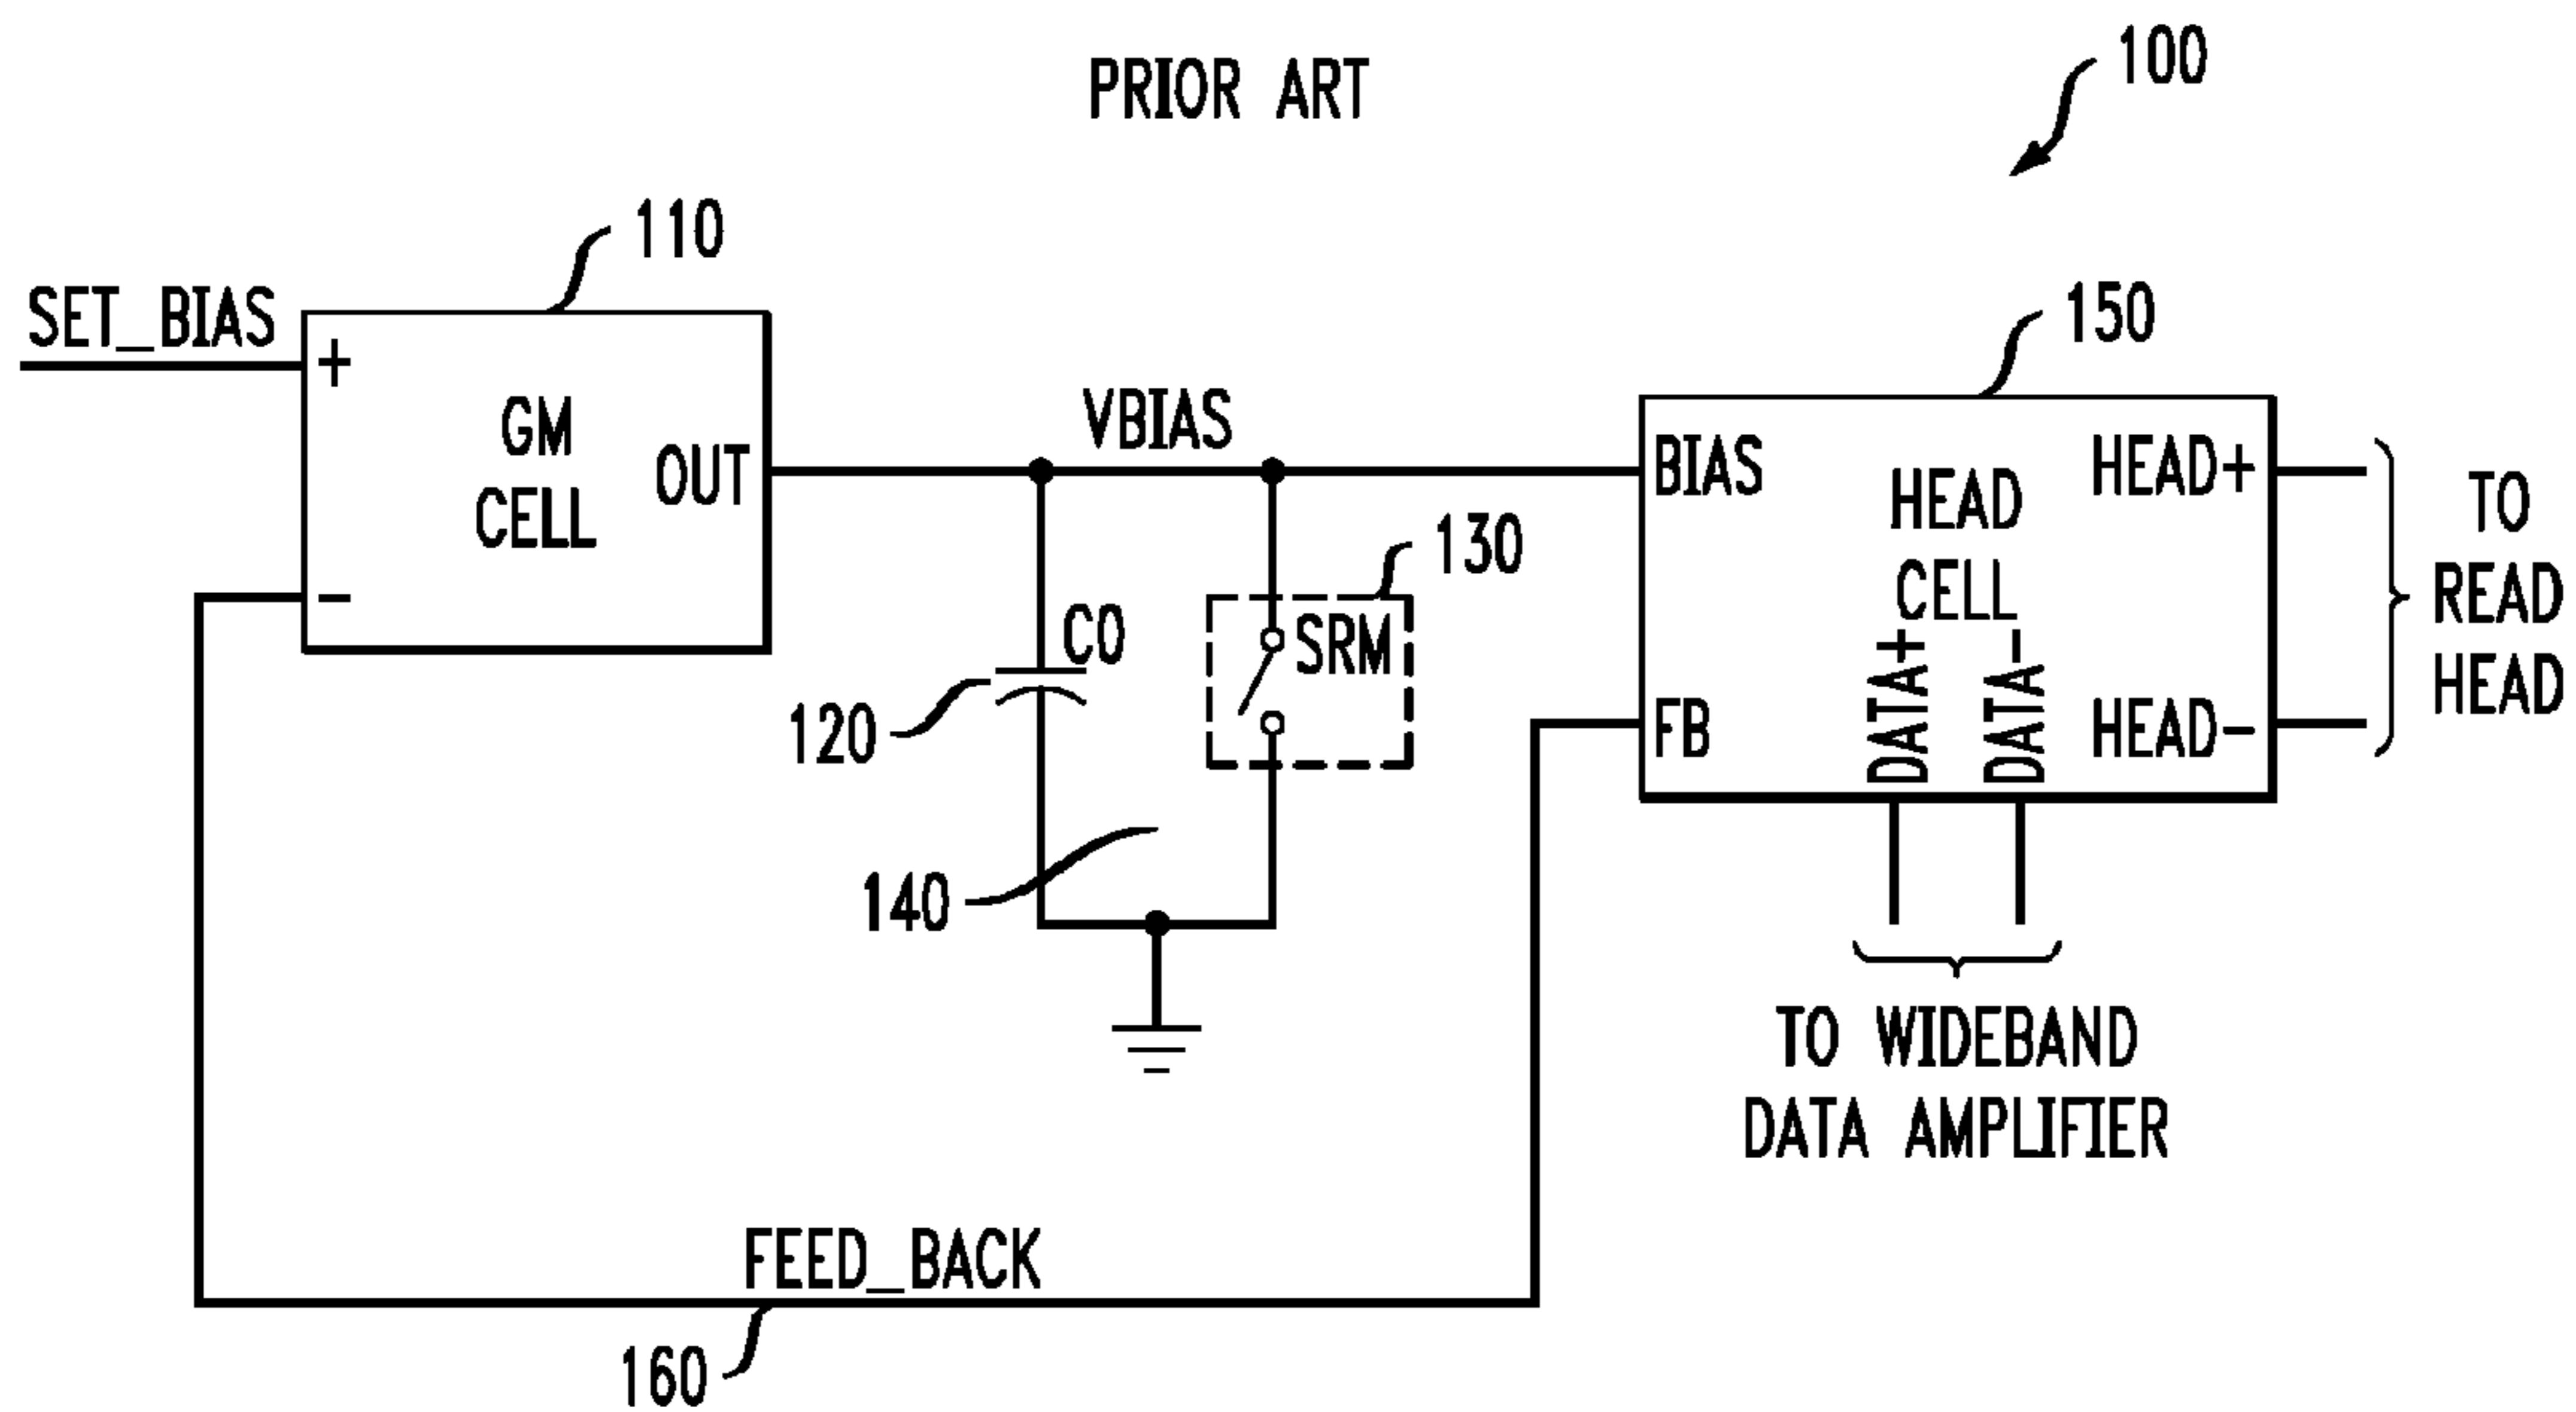 PRIOR ART
100
110
SET_BIAS
+
GM
CELL
OUT
-
VBIAS
C0
120
130
SRM
140
150
BIAS
HEAD
CELL
HEAD+
FB
DATA+
DATA-
HEAD-
TO
READ
HEAD
TO WIDEBAND
DATA AMPLIFIER
FEED_BACK
160